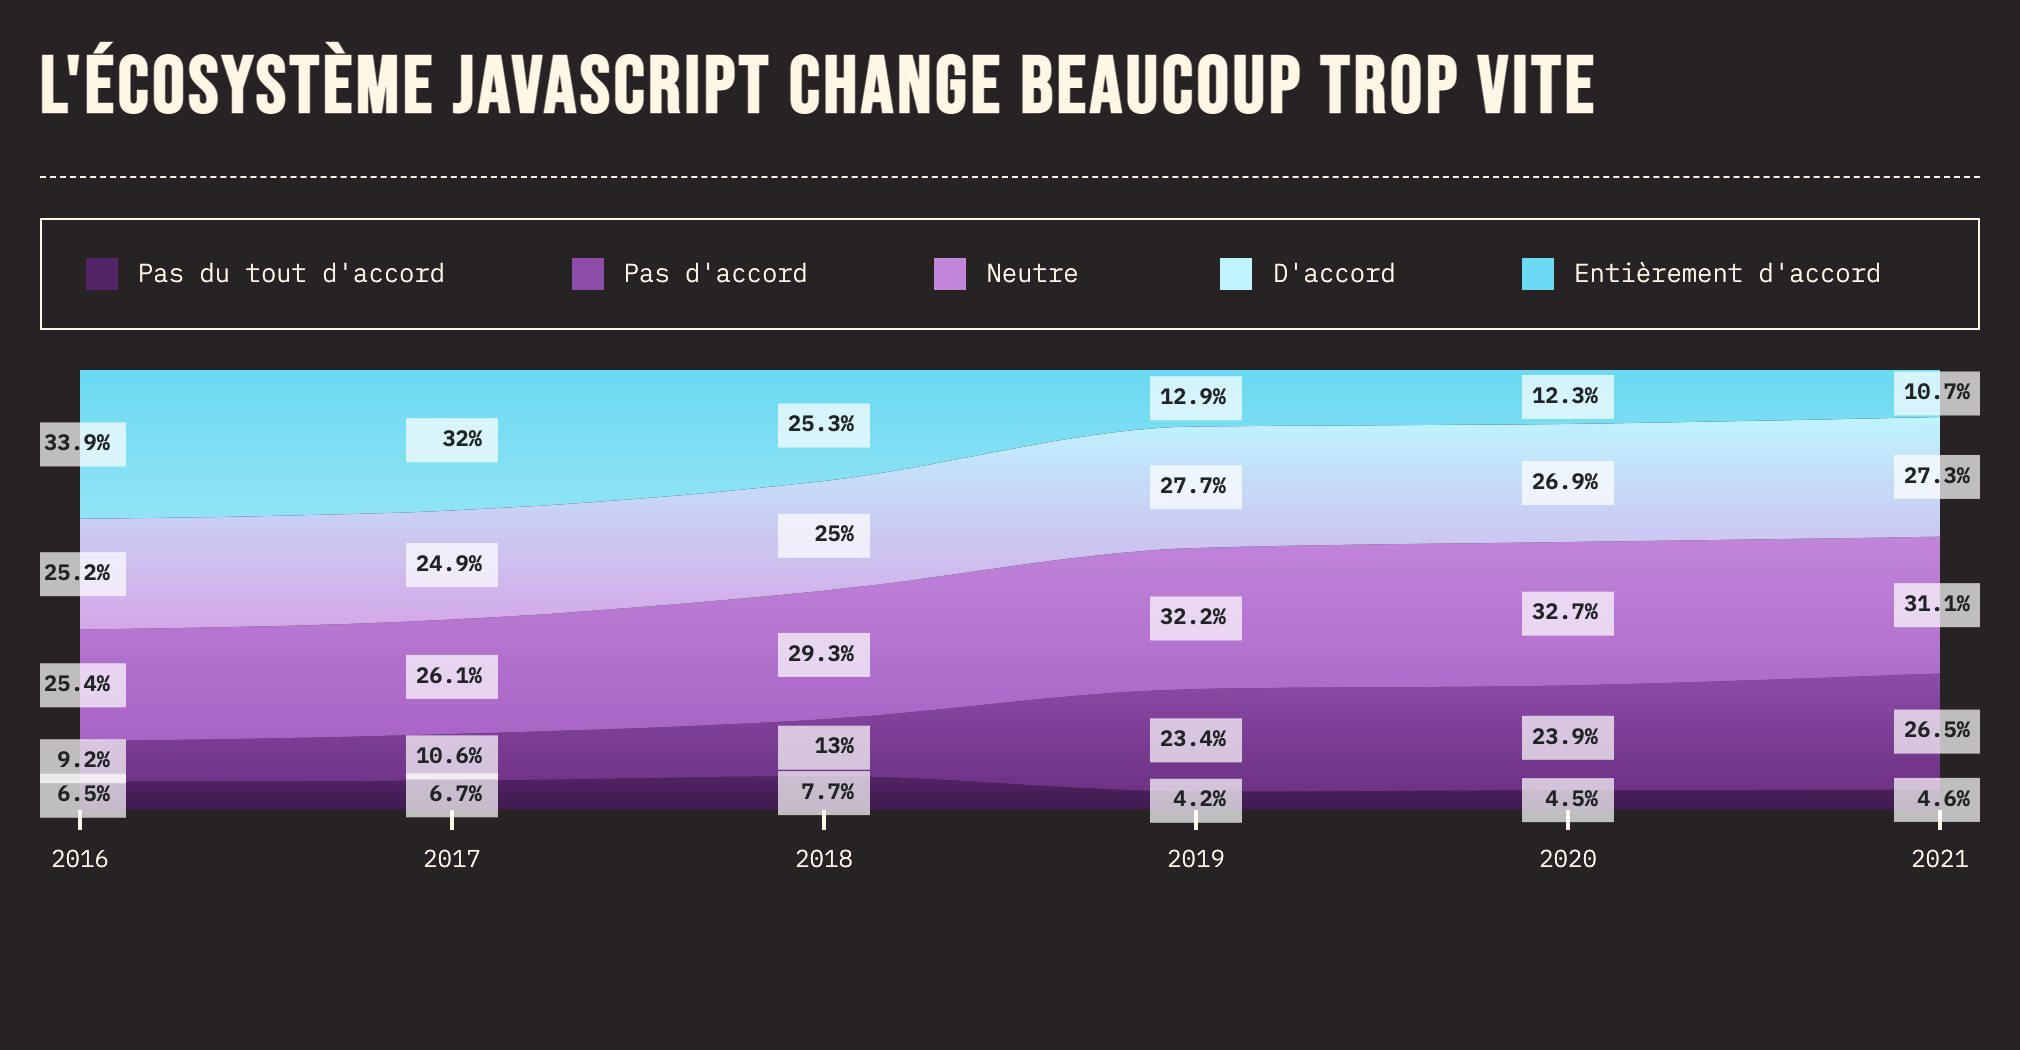 L'ÉCOSYSTÈME JAVASCRIPT CHANGE BEAUCOUP TROP VITE
Pas du tout d'accord Pas d'accord Neutre D'accord Entièrement d'accord
33.9% 32% 25.3% 12.9% 12.3% 10.7%
25.2% 24.9% 25% 27.7% 26.9% 27.3%
25.4% 26.1% 29.3% 32.2% 32.7% 31.1%
9.2% 10.6% 13% 23.4% 23.9% 26.5%
6.5% 6.7% 7.7% 4.2% 4.5% 4.6%
2016 2017 2018 2019 2020 2021